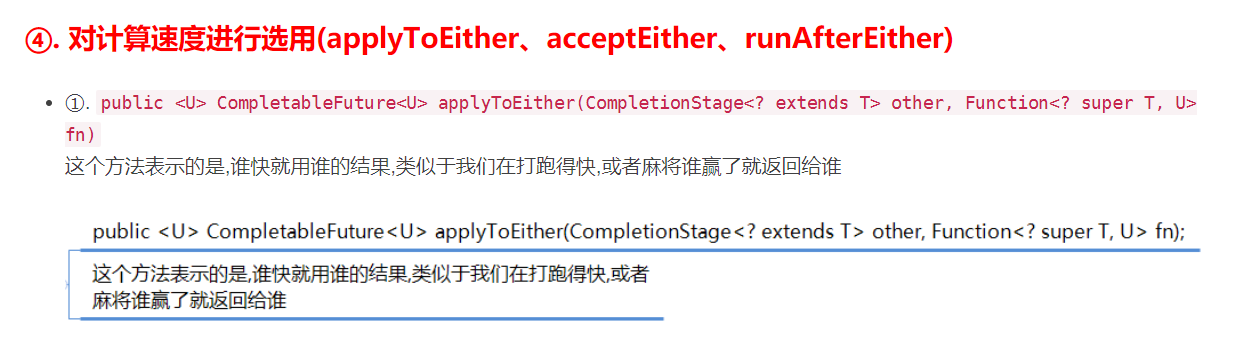 ④. 对计算速度进行选用(applyToEither、acceptEither、runAfterEither)
①. public <U> CompletableFuture<U> applyToEither(CompletionStage<? extends T> other, Function<? super T, U>
fn)
这个方法表示的是,谁快就用谁的结果,类似于我们在打跑得快,或者麻将谁赢了就返回给谁
public <U> CompletableFuture<U> applyToEither(CompletionStage<? extends T> other, Function<? super T, U> fn);
这个方法表示的是,谁快就用谁的结果,类似于我们在打跑得快,或者
麻将谁赢了就返回给谁